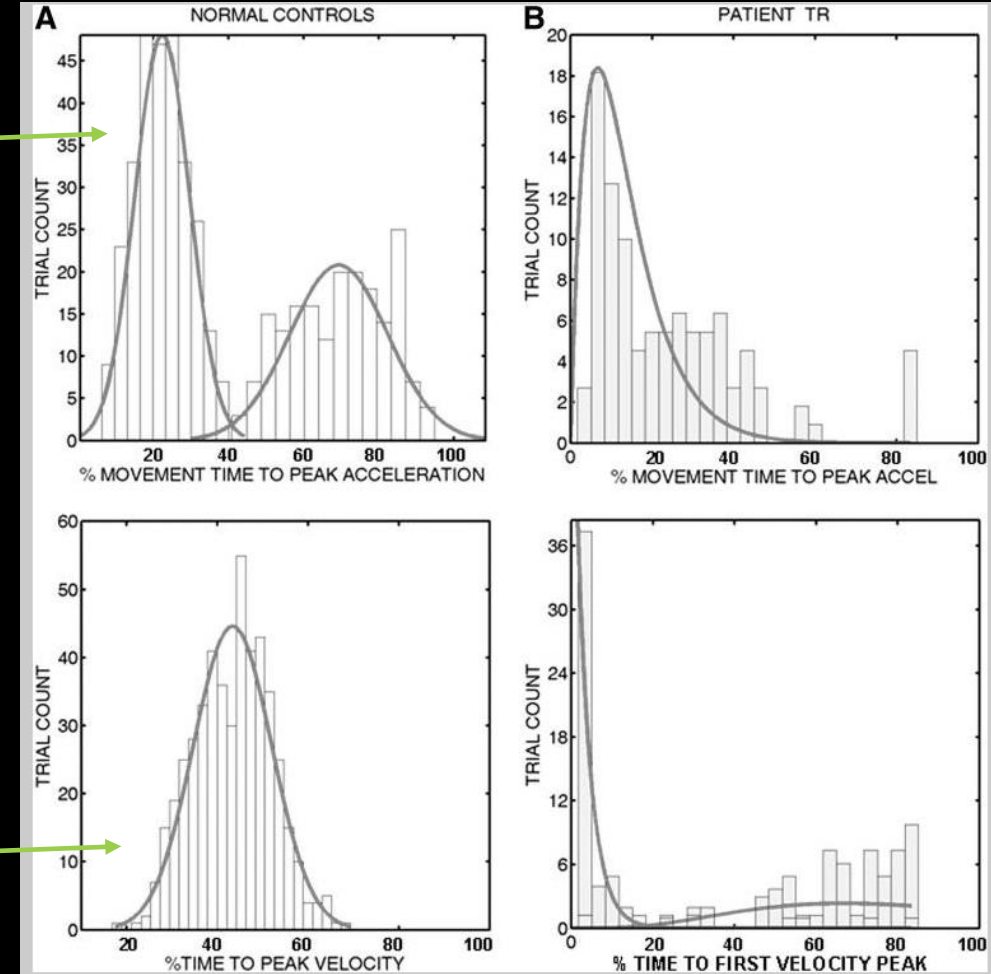 A
NORMAL CONTROLS
TRIAL COUNT
45
40
35
30
25
20
15
10
5
0
20 40 60 80 100
% MOVEMENT TIME TO PEAK ACCELERATION
B
PATIENT TR
TRIAL COUNT
20
18
16
14
12
10
8
6
4
2
0
0 20 40 60 80 100
% MOVEMENT TIME TO PEAK ACCEL
TRIAL COUNT
60
50
40
30
20
10
0
20 40 60 80 100
%TIME TO PEAK VELOCITY
TRIAL COUNT
36
30
24
18
12
6
0
0 20 40 60 80 100
% TIME TO FIRST VELOCITY PEAK